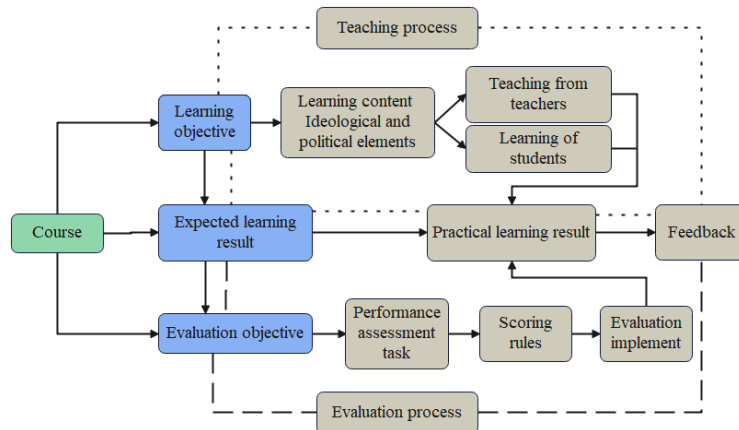 Teaching process
Learning
objective
Learning content
Ideological and
political elements
Teaching from
teachers
Learning of
students
Course
Expected learning
result
Practical learning result
Feedback
Evaluation objective
Performance
assessment
task
Scoring
rules
Evaluation
implement
Evaluation process